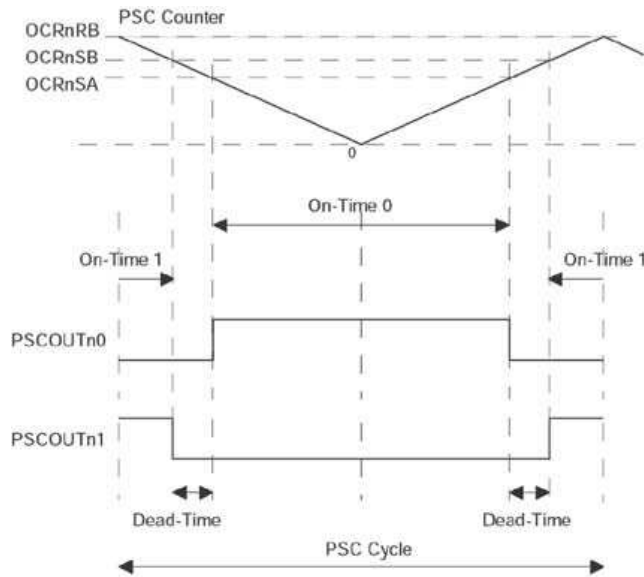 PSC Counter
OCRnRB
OCRnSB
OCRnSA
0
On-Time 0
On-Time 1
On-Time 1
PSCOUTn0
PSCOUTn1
Dead-Time
Dead-Time
PSC Cycle